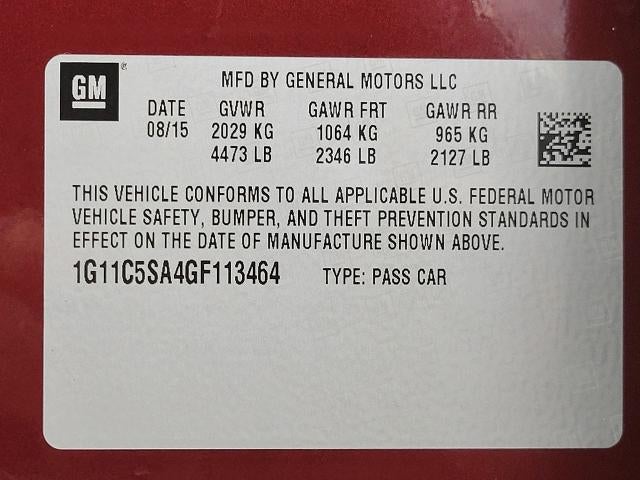 GM®
MFD BY GENERAL MOTORS LLC
DATE GVWR GAWR FRT GAWR RR
08/15 2029 KG 1064 KG 965 KG
4473 LB 2346 LB 2127 LB
THIS VEHICLE CONFORMS TO ALL APPLICABLE U.S. FEDERAL MOTOR
VEHICLE SAFETY, BUMPER, AND THEFT PREVENTION STANDARDS IN
EFFECT ON THE DATE OF MANUFACTURE SHOWN ABOVE.
1G11C5SA4GF113464 TYPE: PASS CAR